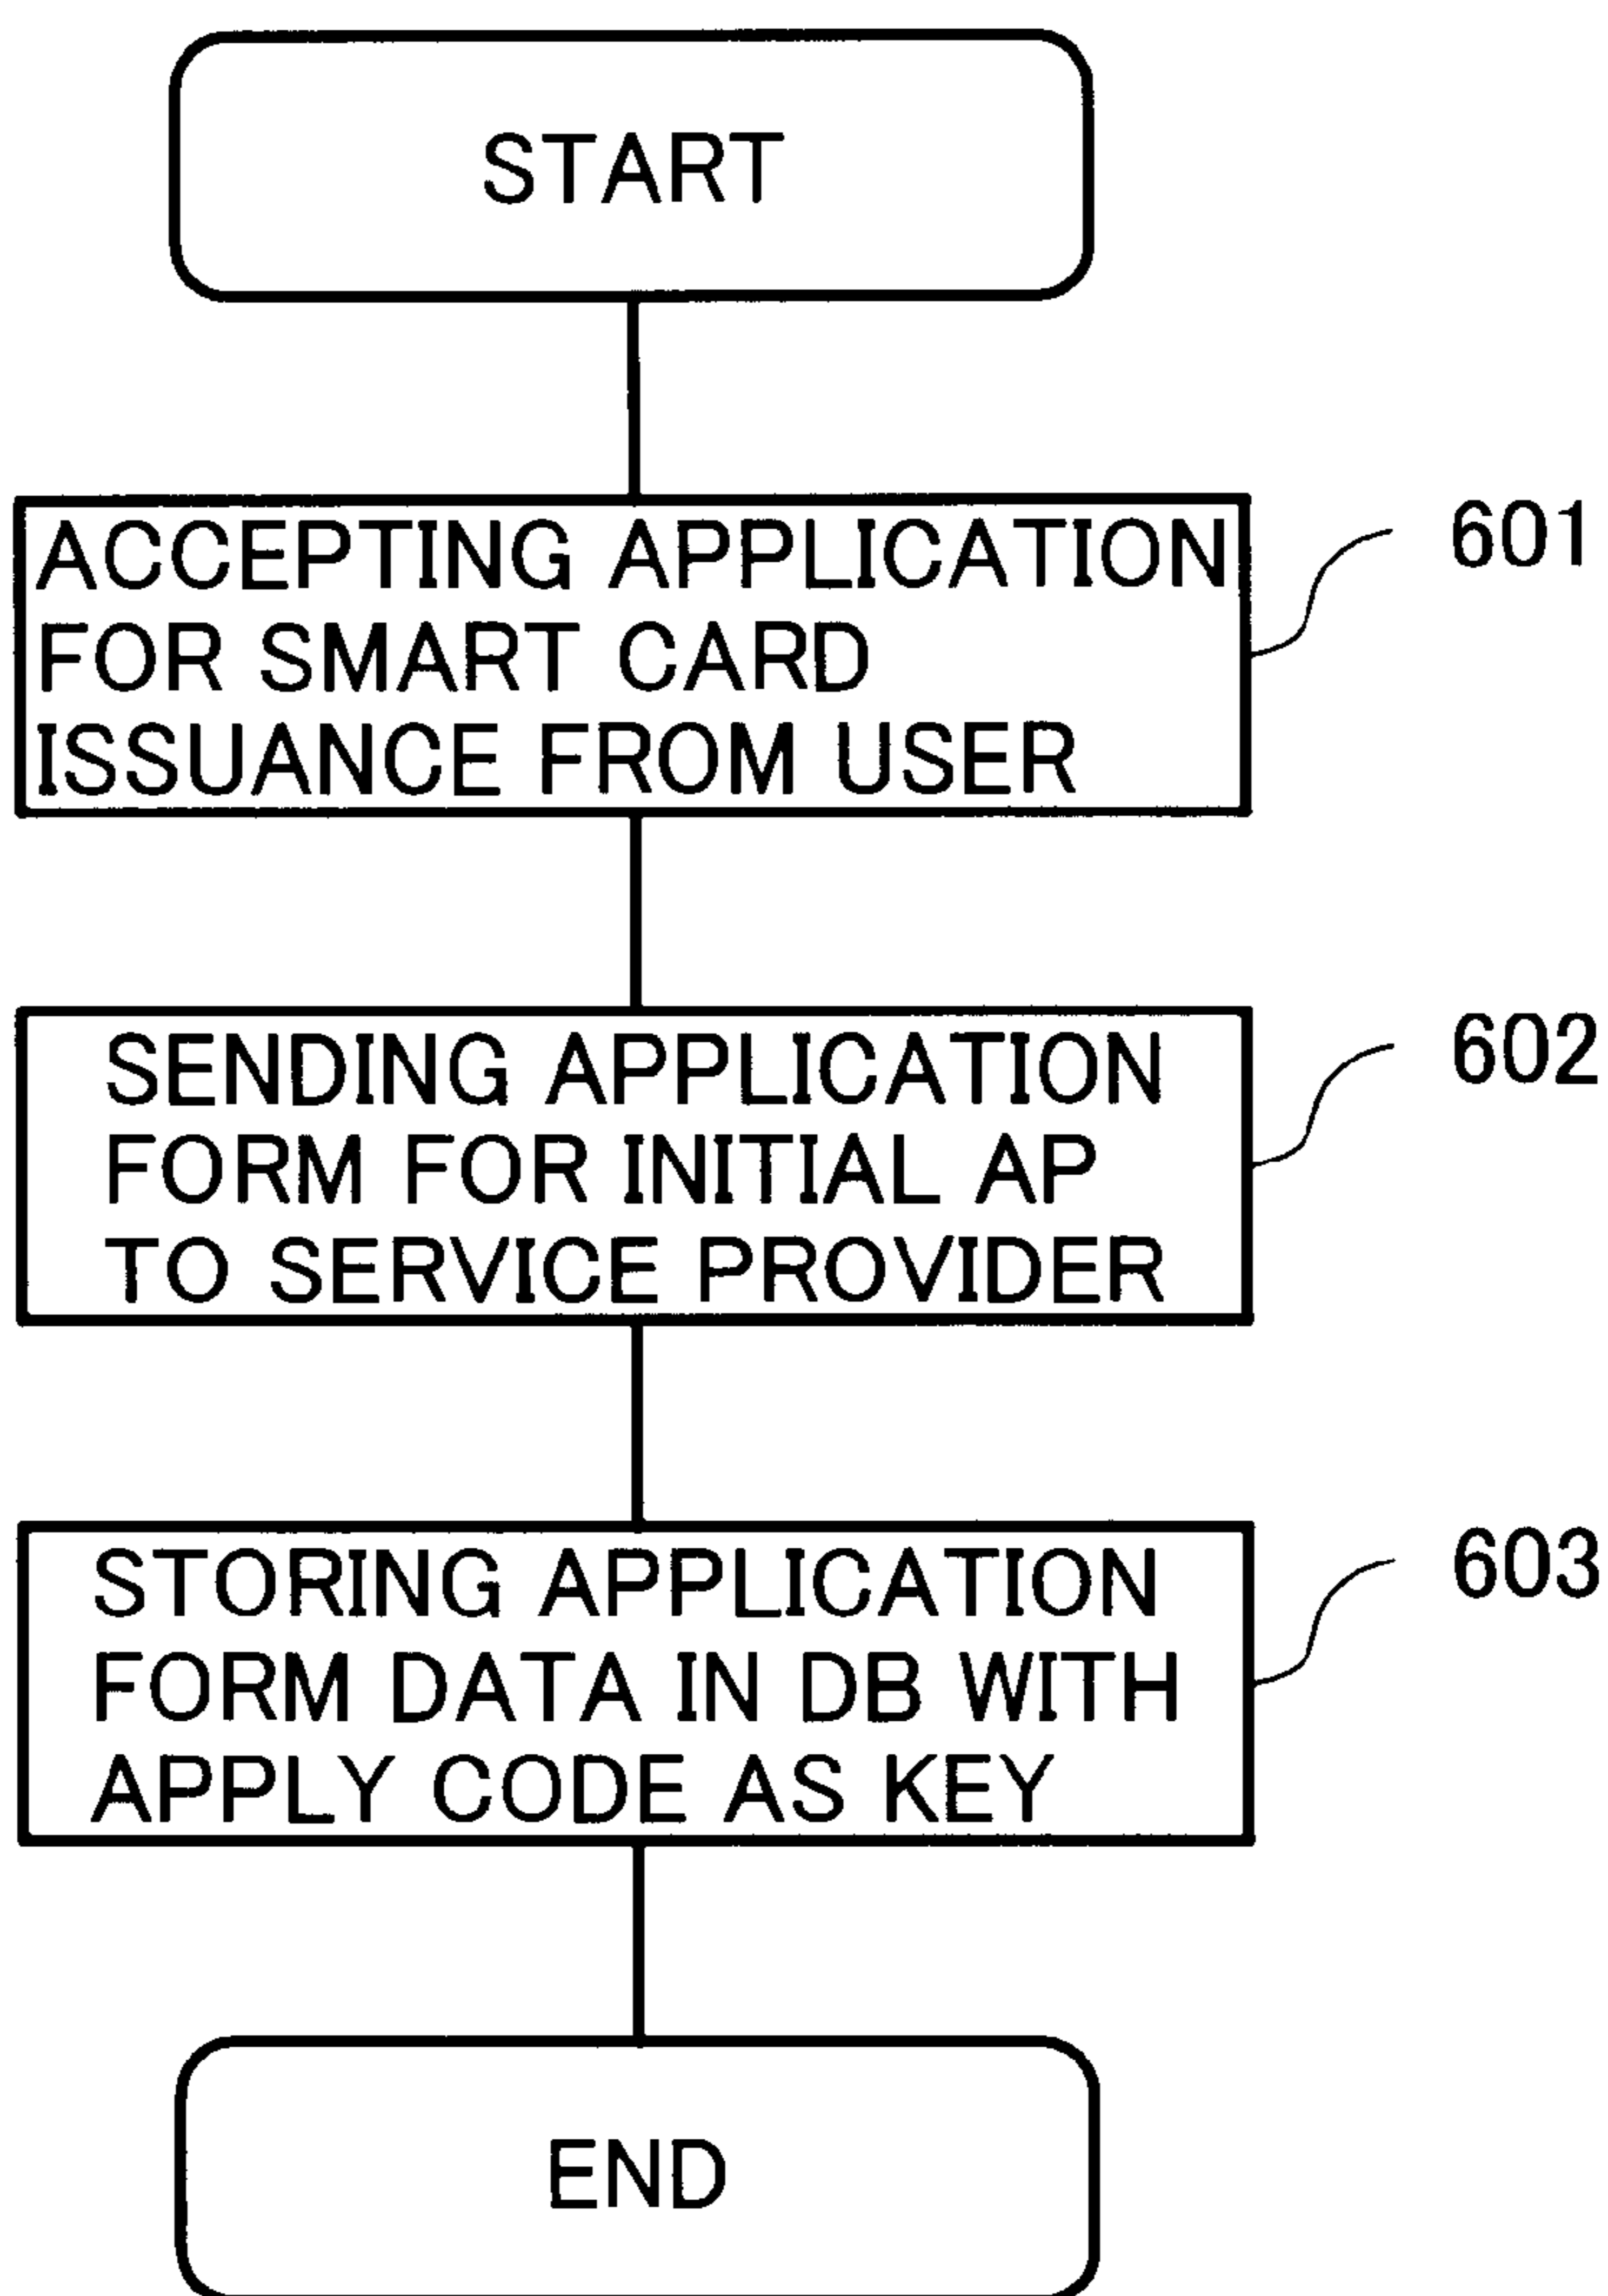 START
ACCEPTING APPLICATION
FOR SMART CARD
ISSUANCE FROM USER
601
SENDING APPLICATION
FORM FOR INITIAL AP
TO SERVICE PROVIDER
602
STORING APPLICATION
FORM DATA IN DB WITH
APPLY CODE AS KEY
603
END